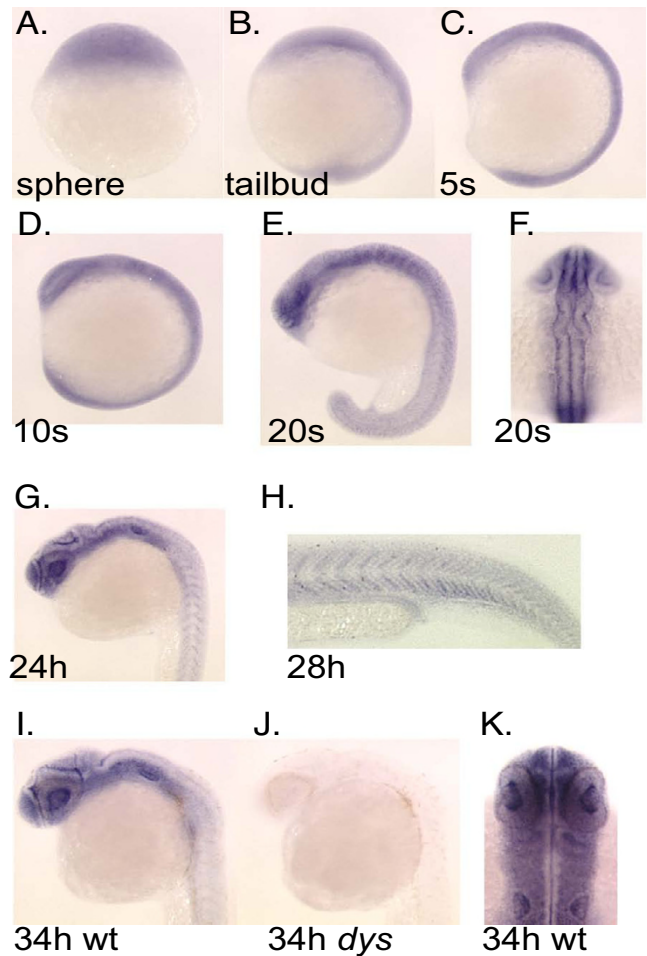 A.
B.
C.
sphere
tailbud
5s
D.
E.
F.
10s
20s
20s
G.
H.
24h
28h
I.
J.
K.
34h wt
34h dys
34h wt